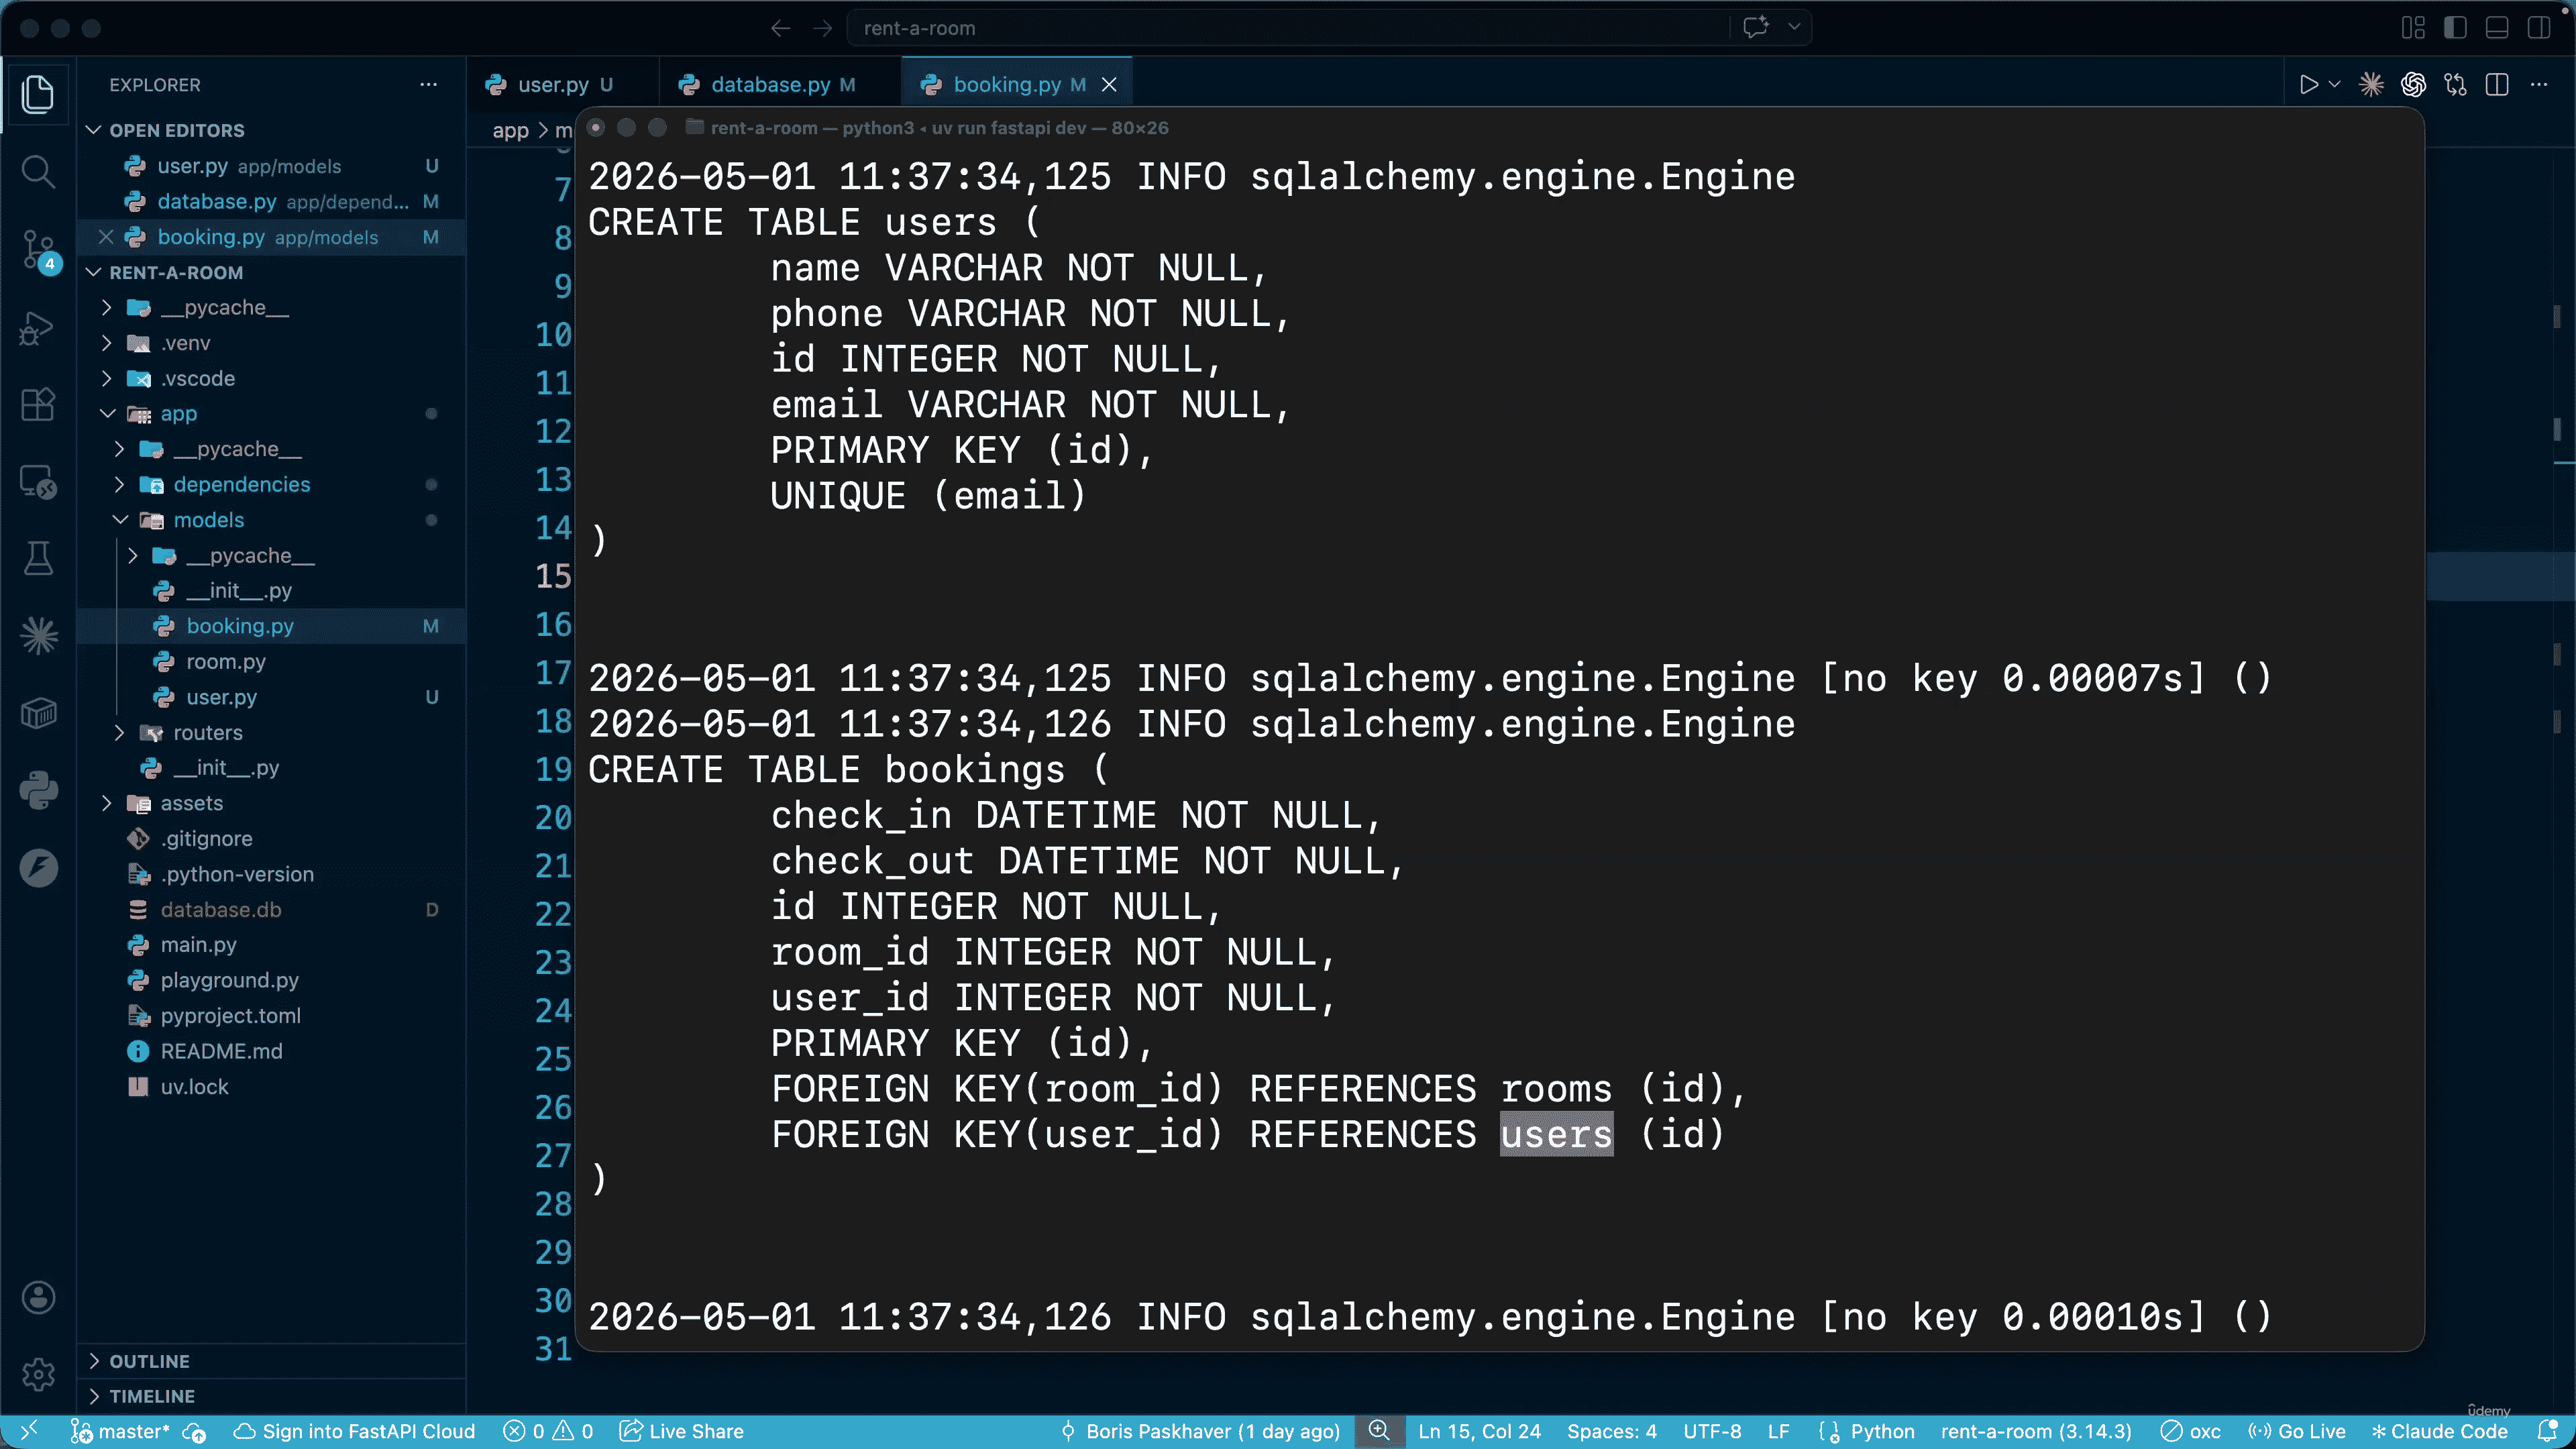 rent-a-room
EXPLORER
user.py U
database.py M
booking.py M
OPEN EDITORS
user.py app/models U
database.py app/depend... M
booking.py app/models M
RENT-A-ROOM
__pycache__
.venv
.vscode
app
__pycache__
dependencies
models
__pycache__
__init__.py
booking.py M
room.py
user.py U
routers
__init__.py
assets
.gitignore
.python-version
database.db D
main.py
playground.py
pyproject.toml
README.md
uv.lock
OUTLINE
TIMELINE
4
app > m
7
8
9
10
11
12
13
14
15
16
17
18
19
20
21
22
23
24
25
26
27
28
29
30
31
rent-a-room — python3 ◂ uv run fastapi dev — 80×26
2026-05-01 11:37:34,125 INFO sqlalchemy.engine.Engine
CREATE TABLE users (
name VARCHAR NOT NULL,
phone VARCHAR NOT NULL,
id INTEGER NOT NULL,
email VARCHAR NOT NULL,
PRIMARY KEY (id),
UNIQUE (email)
)
2026-05-01 11:37:34,125 INFO sqlalchemy.engine.Engine [no key 0.00007s] ()
2026-05-01 11:37:34,126 INFO sqlalchemy.engine.Engine
CREATE TABLE bookings (
check_in DATETIME NOT NULL,
check_out DATETIME NOT NULL,
id INTEGER NOT NULL,
room_id INTEGER NOT NULL,
user_id INTEGER NOT NULL,
PRIMARY KEY (id),
FOREIGN KEY(room_id) REFERENCES rooms (id),
FOREIGN KEY(user_id) REFERENCES users (id)
)
2026-05-01 11:37:34,126 INFO sqlalchemy.engine.Engine [no key 0.00010s] ()
udemy
master* Sign into FastAPI Cloud 0 0 Live Share Boris Paskhaver (1 day ago) Ln 15, Col 24 Spaces: 4 UTF-8 LF Python rent-a-room (3.14.3) oxc Go Live Claude Code